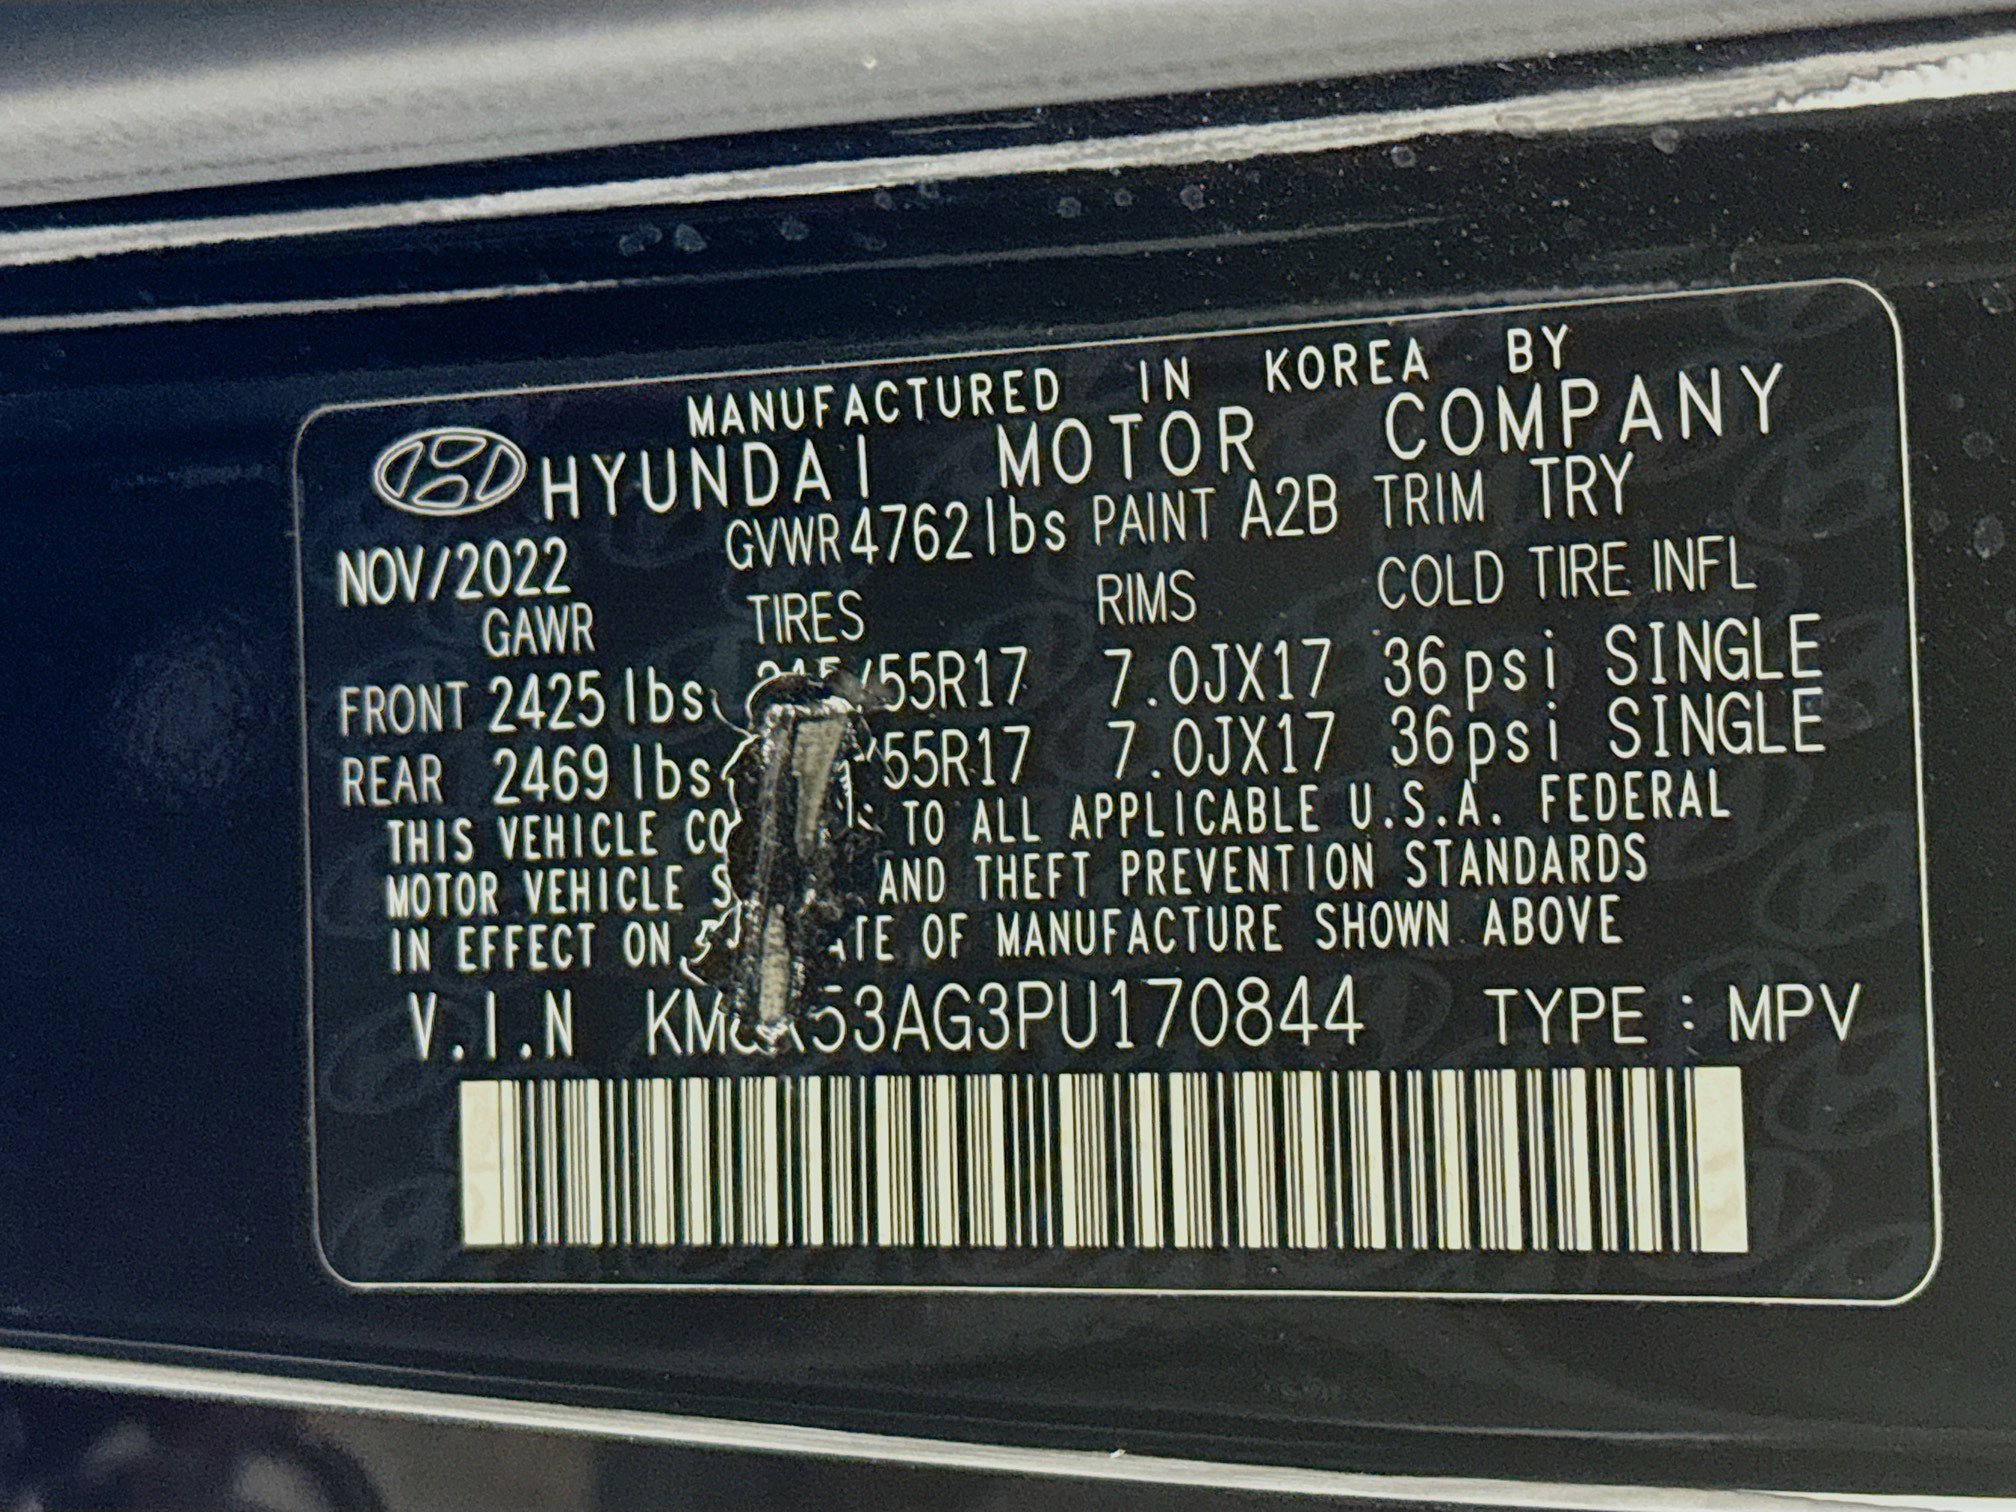 MANUFACTURED IN KOREA BY
HYUNDAI MOTOR COMPANY
NOV/2022 GVWR 4762lbs PAINT A2B TRIM TRY
GAWR TIRES RIMS COLD TIRE INFL
FRONT 2425 lbs /55R17 7.0JX17 36psi SINGLE
REAR 2469 lbs /55R17 7.0JX17 36psi SINGLE
THIS VEHICLE TO ALL APPLICABLE U.S.A. FEDERAL
MOTOR VEHICLE AND THEFT PREVENTION STANDARDS
IN EFFECT ON OF MANUFACTURE SHOWN ABOVE
V.I.N 53AG3PU170844 TYPE : MPV